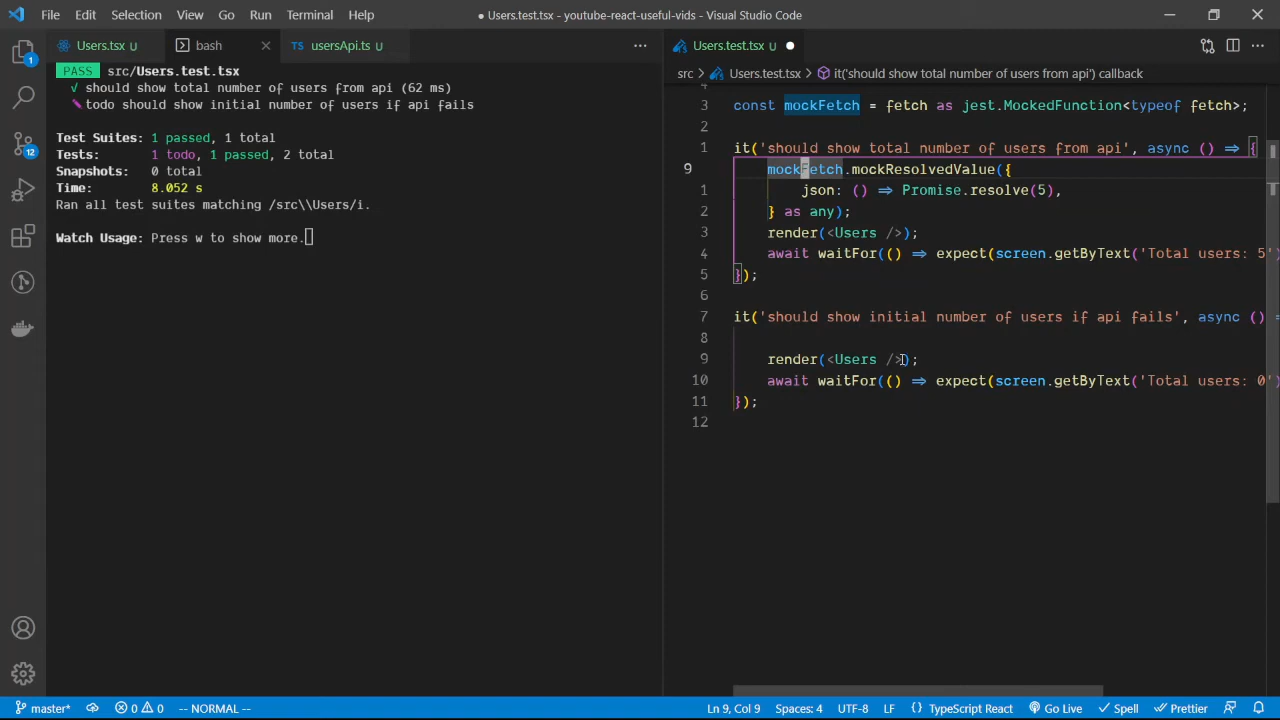 File Edit Selection View Go Run Terminal Help ● Users.test.tsx - youtube-react-useful-vids - Visual Studio Code
Users.tsx U bash TS usersApi.ts U
PASS src/Users.test.tsx
√ should show total number of users from api (62 ms)
✎ todo should show initial number of users if api fails
Test Suites: 1 passed, 1 total
Tests: 1 todo, 1 passed, 2 total
Snapshots: 0 total
Time: 8.052 s
Ran all test suites matching /src\\Users/i.
Watch Usage: Press w to show more.
Users.test.tsx U
src > Users.test.tsx > it('should show total number of users from api') callback
4
3 const mockFetch = fetch as jest.MockedFunction<typeof fetch>;
2
1 it('should show total number of users from api', async () => {
9 mockFetch.mockResolvedValue({
1 json: () => Promise.resolve(5),
2 } as any);
3 render(<Users />);
4 await waitFor(() => expect(screen.getByText('Total users: 5')
5 });
6
7 it('should show initial number of users if api fails', async () =>
8
9 render(<Users />);
10 await waitFor(() => expect(screen.getByText('Total users: 0')
11 });
12
1
12
master* 0 0 -- NORMAL -- Ln 9, Col 9 Spaces: 4 UTF-8 LF {} TypeScript React Go Live Spell Prettier